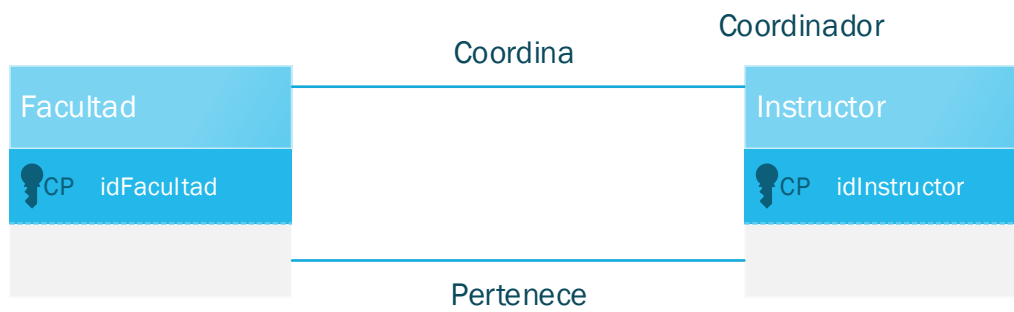 Coordinador
Coordina
Facultad
Instructor
CP idFacultad
CP idInstructor
Pertenece